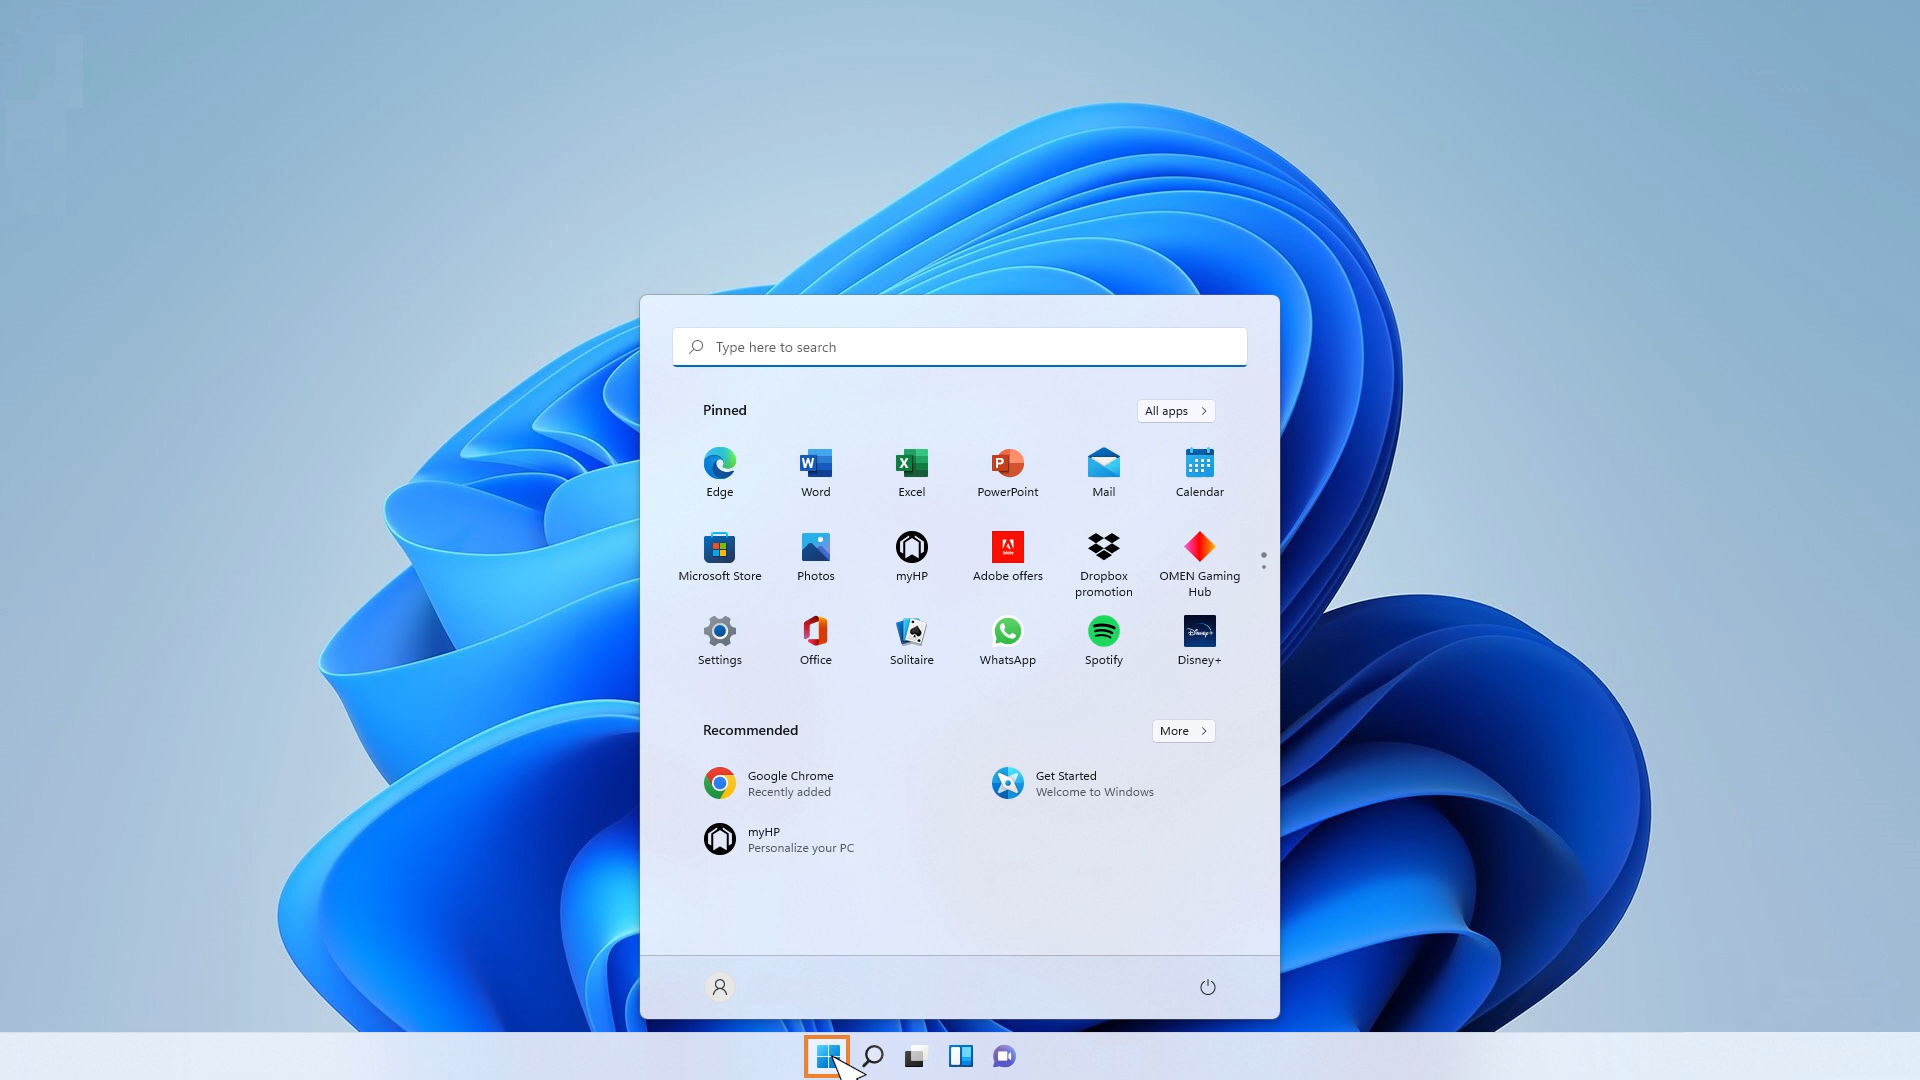 Type here to search
Pinned
All apps
Edge
Word
Excel
PowerPoint
Mail
Calendar
Microsoft Store
Photos
myHP
Adobe offers
Dropbox
promotion
OMEN Gaming
Hub
Settings
Office
Solitaire
WhatsApp
Spotify
Disney+
Recommended
More
Google Chrome
Recently added
Get Started
Welcome to Windows
myHP
Personalize your PC